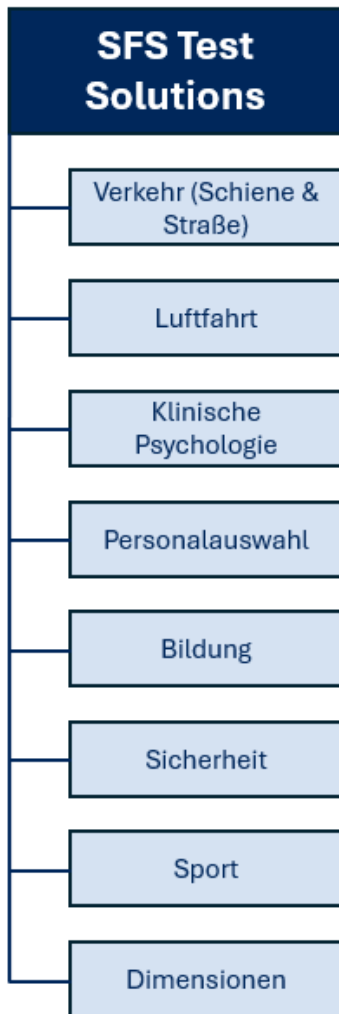 SFS Test
Solutions
Verkehr (Schiene &
Straße)
Luftfahrt
Klinische
Psychologie
Personalauswahl
Bildung
Sicherheit
Sport
Dimensionen